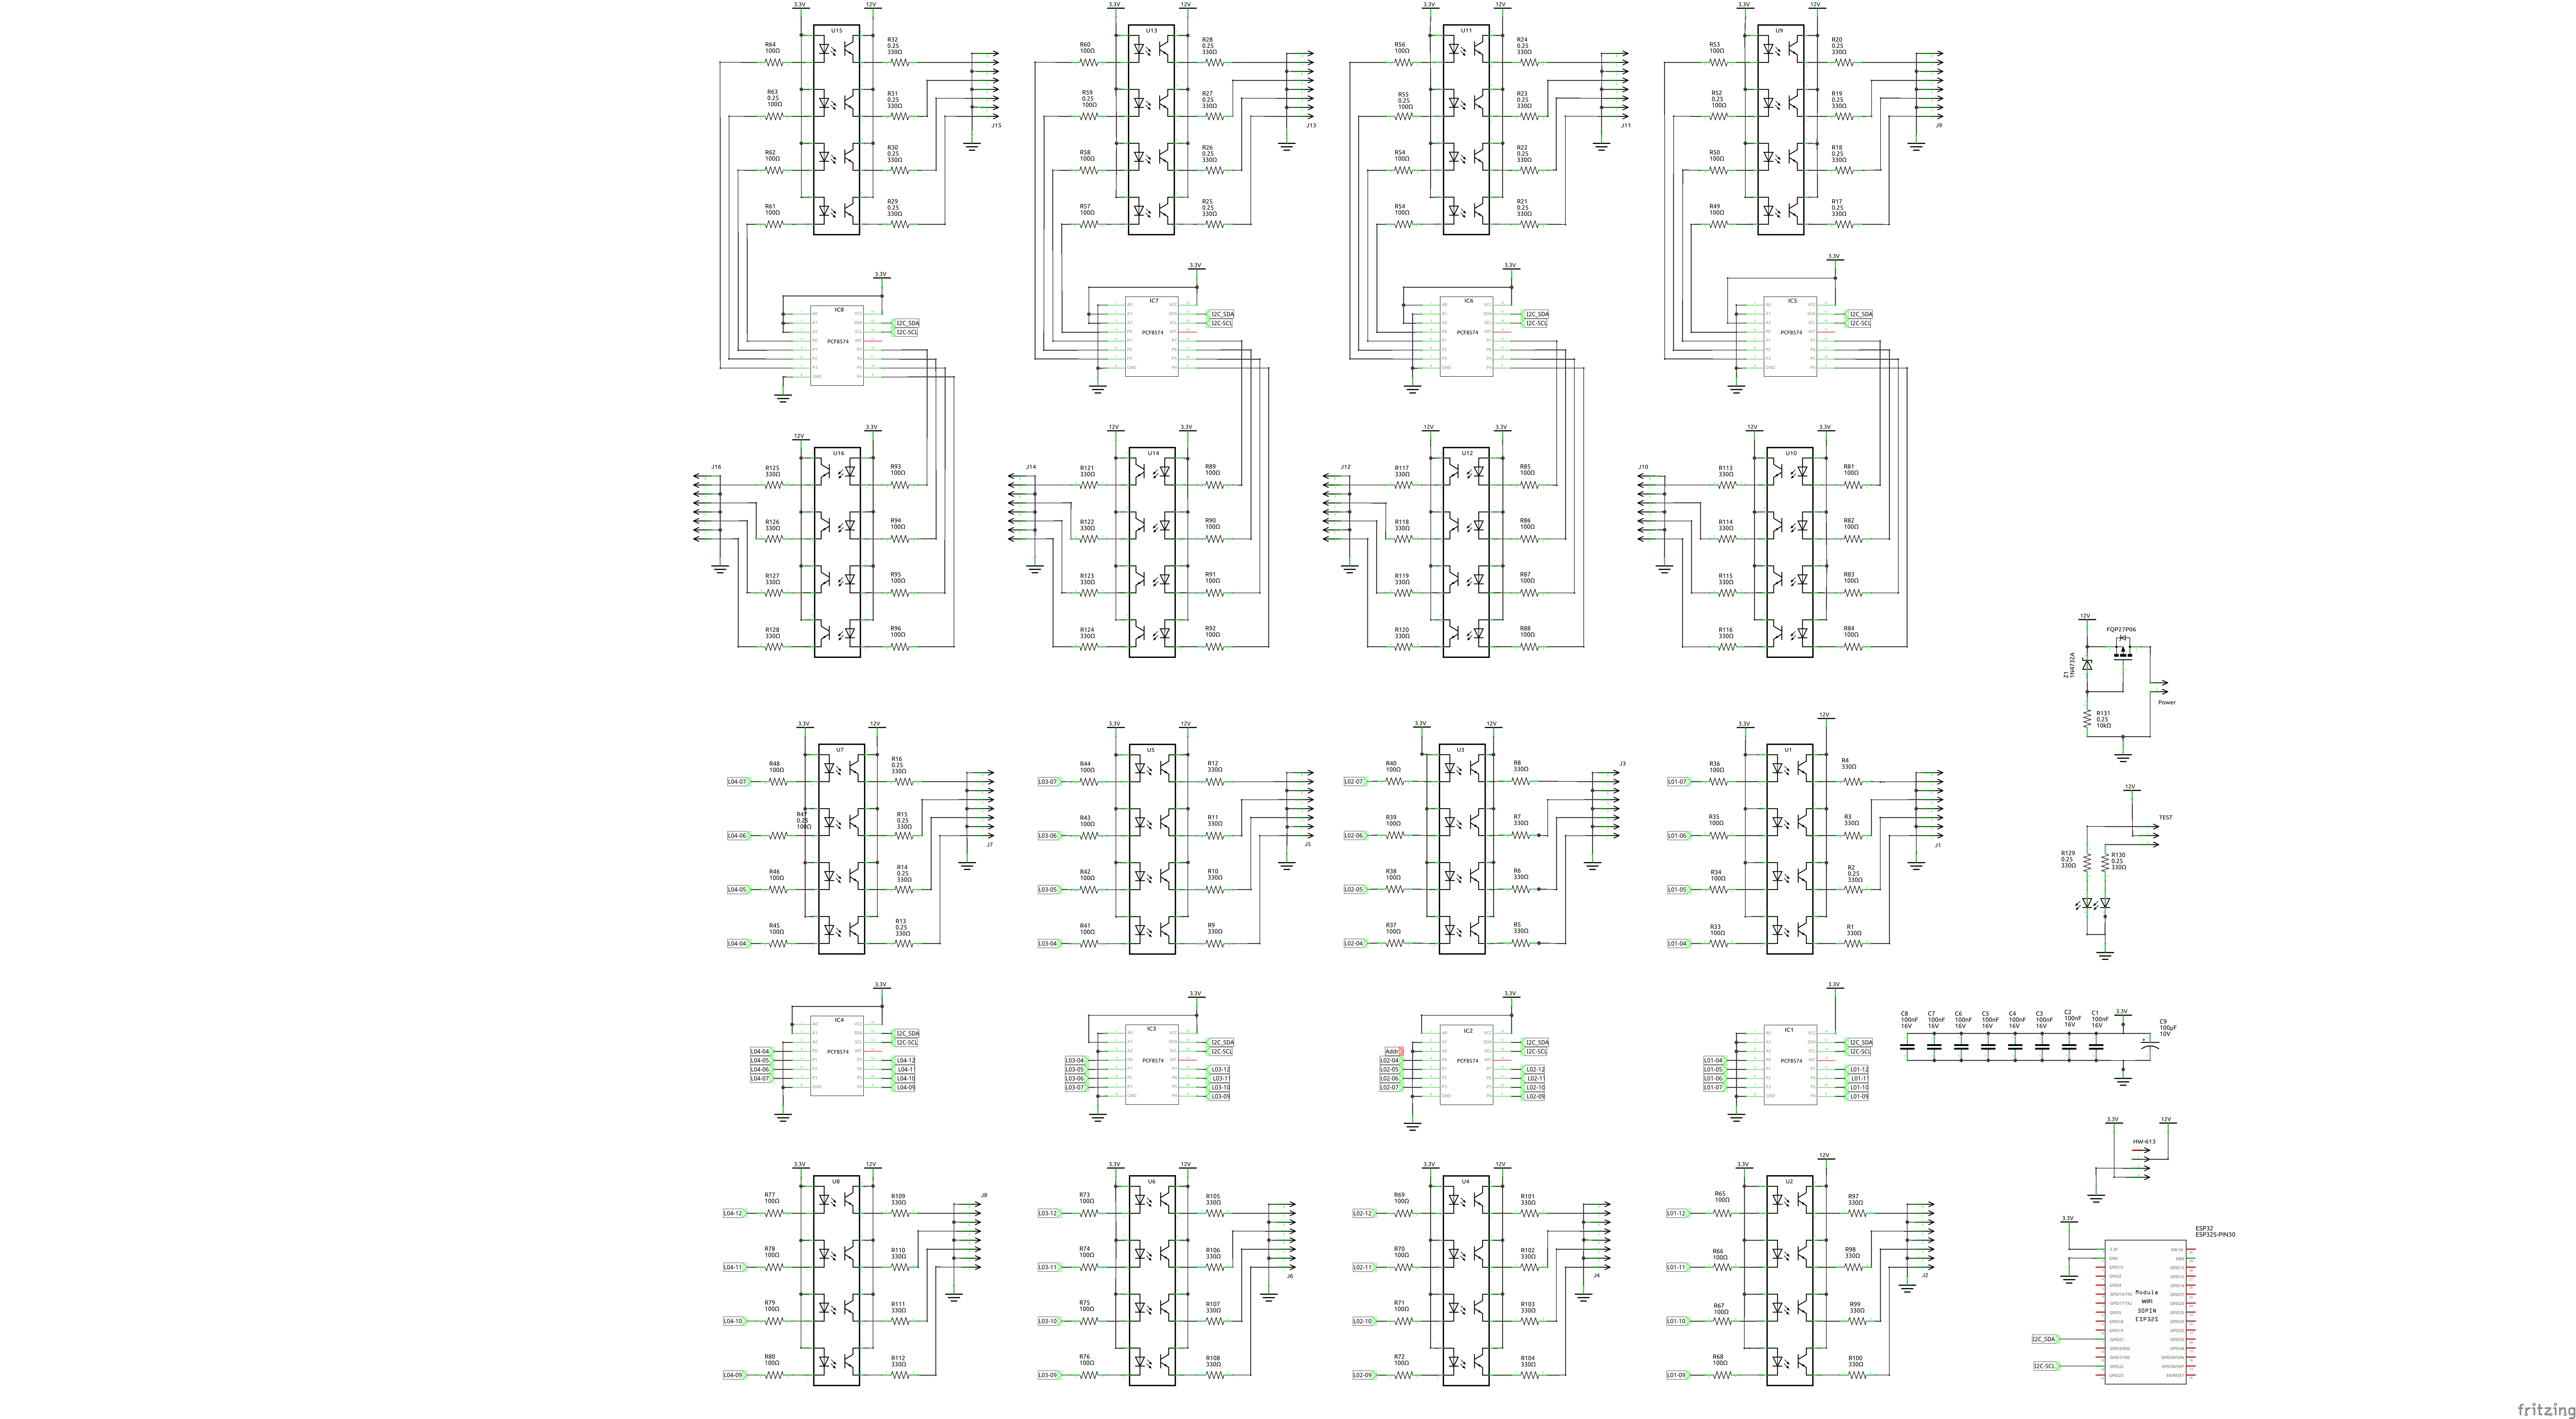 3.3V 12V 3.3V 12V 3.3V 12V 3.3V 12V
U15 U13 U11 U9
R64 100Ω R32 0.25 330Ω
R63 0.25 100Ω R31 0.25 330Ω
R62 100Ω R30 0.25 330Ω
R61 100Ω R29 0.25 330Ω
J15
R60 100Ω R28 0.25 330Ω
R59 0.25 100Ω R27 0.25 330Ω
R58 100Ω R26 0.25 330Ω
R57 100Ω R25 0.25 330Ω
J13
R56 100Ω R24 0.25 330Ω
R55 0.25 100Ω R23 0.25 330Ω
R54 100Ω R22 0.25 330Ω
R54 100Ω R21 0.25 330Ω
J11
R53 100Ω R20 0.25 330Ω
R52 0.25 100Ω R19 0.25 330Ω
R50 100Ω R18 0.25 330Ω
R49 100Ω R17 0.25 330Ω
J9
3.3V 3.3V 3.3V 3.3V
IC8 PCF8574 I2C_SDA I2C-SCL
IC7 PCF8574 I2C_SDA I2C-SCL
IC6 PCF8574 I2C_SDA I2C-SCL
IC5 PCF8574 I2C_SDA I2C-SCL
12V 3.3V 12V 3.3V 12V 3.3V 12V 3.3V
J16 U16 J14 U14 J12 U12 J10 U10
R125 330Ω R93 100Ω
R126 330Ω R94 100Ω
R127 330Ω R95 100Ω
R128 330Ω R96 100Ω
R121 330Ω R89 100Ω
R122 330Ω R90 100Ω
R123 330Ω R91 100Ω
R124 330Ω R92 100Ω
R117 330Ω R85 100Ω
R118 330Ω R86 100Ω
R119 330Ω R87 100Ω
R120 330Ω R88 100Ω
R113 330Ω R81 100Ω
R114 330Ω R82 100Ω
R115 330Ω R83 100Ω
R116 330Ω R84 100Ω
12V
FQP27P06
Z1 1N4732A
R131 0.25 10kΩ
Power
3.3V 12V 3.3V 12V 3.3V 12V 3.3V 12V
U7 U5 U3 U1
L04-07 R48 100Ω R16 0.25 330Ω
L04-06 R47 0.25 100Ω R15 0.25 330Ω
L04-05 R46 100Ω R14 0.25 330Ω
L04-04 R45 100Ω R13 0.25 330Ω
J7
L03-07 R44 100Ω R12 330Ω
L03-06 R43 100Ω R11 330Ω
L03-05 R42 100Ω R10 330Ω
L03-04 R41 100Ω R9 330Ω
J5
L02-07 R40 100Ω R8 330Ω
L02-06 R39 100Ω R7 330Ω
L02-05 R38 100Ω R6 330Ω
L02-04 R37 100Ω R5 330Ω
J3
L01-07 R36 100Ω R4 330Ω
L01-06 R35 100Ω R3 330Ω
L01-05 R34 100Ω R2 0.25 330Ω
L01-04 R33 100Ω R1 330Ω
J1
12V
TEST
R129 0.25 330Ω R130 0.25 330Ω
3.3V 3.3V 3.3V 3.3V
IC4 PCF8574 I2C_SDA I2C-SCL
L04-04 L04-05 L04-06 L04-07
L04-12 L04-11 L04-10 L04-09
IC3 PCF8574 I2C_SDA I2C-SCL
L03-04 L03-05 L03-06 L03-07
L03-12 L03-11 L03-10 L03-09
IC2 PCF8574 I2C_SDA I2C-SCL
Addr L02-04 L02-05 L02-06 L02-07
L02-12 L02-11 L02-10 L02-09
IC1 PCF8574 I2C_SDA I2C-SCL
L01-04 L01-05 L01-06 L01-07
L01-12 L01-11 L01-10 L01-09
C8 100nF 16V
C7 100nF 16V
C6 100nF 16V
C5 100nF 16V
C4 100nF 16V
C3 100nF 16V
C2 100nF 16V
C1 100nF 16V
3.3V
C9 100µF 10V
3.3V 12V 3.3V 12V 3.3V 12V 3.3V 12V
U8 U6 U4 U2
L04-12 R77 100Ω R109 330Ω
L04-11 R78 100Ω R110 330Ω
L04-10 R79 100Ω R111 330Ω
L04-09 R80 100Ω R112 330Ω
J8
L03-12 R73 100Ω R105 330Ω
L03-11 R74 100Ω R106 330Ω
L03-10 R75 100Ω R107 330Ω
L03-09 R76 100Ω R108 330Ω
J6
L02-12 R69 100Ω R101 330Ω
L02-11 R70 100Ω R102 330Ω
L02-10 R71 100Ω R103 330Ω
L02-09 R72 100Ω R104 330Ω
J4
L01-12 R65 100Ω R97 330Ω
L01-11 R66 100Ω R98 330Ω
L01-10 R67 100Ω R99 330Ω
L01-09 R68 100Ω R100 330Ω
J2
3.3V 12V
HW-613
3.3V
ESP32
ESP32S-PIN30
Module
WiFi
30PIN
ESP32S
I2C_SDA
I2C-SCL
fritzing